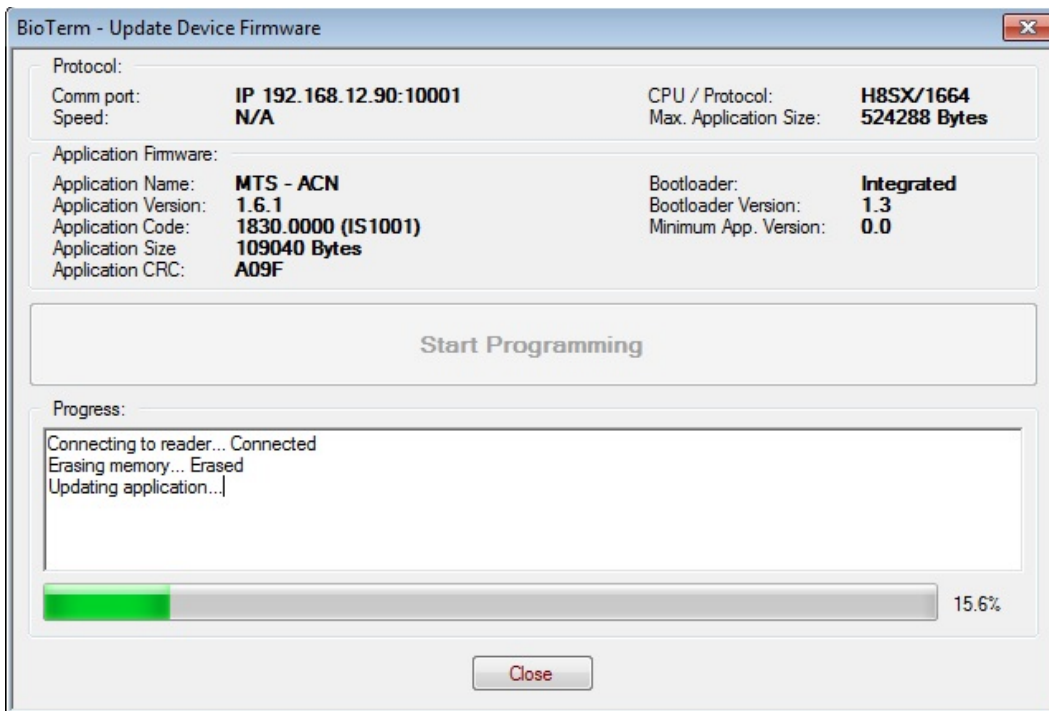 BioTerm - Update Device Firmware
Protocol:
Comm port: IP 192.168.12.90:10001 CPU / Protocol: H8SX/1664
Speed: N/A Max. Application Size: 524288 Bytes
Application Firmware:
Application Name: MTS - ACN Bootloader: Integrated
Application Version: 1.6.1 Bootloader Version: 1.3
Application Code: 1830.0000 (IS1001) Minimum App. Version: 0.0
Application Size 109040 Bytes
Application CRC: A09F
Start Programming
Progress:
Connecting to reader... Connected
Erasing memory... Erased
Updating application...
15.6%
Close